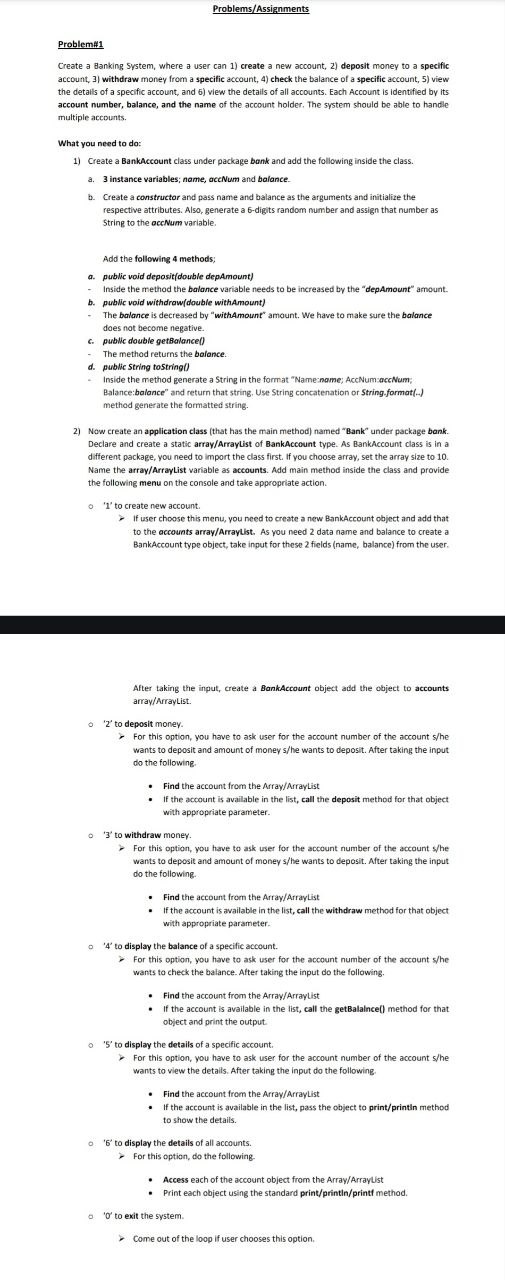 Problems/Assignments
Problem#1
Create a Banking System, where a user can 1) create a new account, 2) deposit money to a specific
account, 3) withdraw money from a specific account, 4) check the balance of a specific account, 5) view
the details of a specific account, and 6) view the details of all accounts. Each Account is identified by its
account number, balance, and the name of the account holder. The system should be able to handle
multiple accounts.
What you need to do:
1) Create a BankAccount class under package bank and add the following inside the class.
a. 3 instance variables; name, accNum and balance.
b. Create a constructor and pass name and balance as the arguments and initialize the
respective attributes. Also, generate a 6-digits random number and assign that number as
String to the accNum variable.
Add the following 4 methods;
a. public void deposit(double depAmount)
- Inside the method the balance variable needs to be increased by the "depAmount" amount.
b. public void withdraw(double withAmount)
- The balance is decreased by "withAmount" amount. We have to make sure the balance
does not become negative.
c. public double getBalance()
- The method returns the balance.
d. public String toString()
- Inside the method generate a String in the format "Name:name; AccNum:accNum;
Balance:balance" and return that string. Use String concatenation or String.format(..)
method generate the formatted string.
2) Now create an application class (that has the main method) named "Bank" under package bank.
Declare and create a static array/ArrayList of BankAccount type. As BankAccount class is in a
different package, you need to import the class first. If you choose array, set the array size to 10.
Name the array/ArrayList variable as accounts. Add main method inside the class and provide
the following menu on the console and take appropriate action.
o '1' to create new account.
➢ If user choose this menu, you need to create a new BankAccount object and add that
to the accounts array/ArrayList. As you need 2 data name and balance to create a
BankAccount type object, take input for these 2 fields (name, balance) from the user.
After taking the input, create a BankAccount object add the object to accounts
array/ArrayList.
o '2' to deposit money.
➢ For this option, you have to ask user for the account number of the account s/he
wants to deposit and amount of money s/he wants to deposit. After taking the input
do the following.
• Find the account from the Array/ArrayList
• If the account is available in the list, call the deposit method for that object
with appropriate parameter.
o '3' to withdraw money.
➢ For this option, you have to ask user for the account number of the account s/he
wants to deposit and amount of money s/he wants to deposit. After taking the input
do the following.
• Find the account from the Array/ArrayList
• If the account is available in the list, call the withdraw method for that object
with appropriate parameter.
o '4' to display the balance of a specific account.
➢ For this option, you have to ask user for the account number of the account s/he
wants to check the balance. After taking the input do the following.
• Find the account from the Array/ArrayList
• If the account is available in the list, call the getBalalnce() method for that
object and print the output.
o '5' to display the details of a specific account.
➢ For this option, you have to ask user for the account number of the account s/he
wants to view the details. After taking the input do the following.
• Find the account from the Array/ArrayList
• If the account is available in the list, pass the object to print/println method
to show the details.
o '6' to display the details of all accounts.
➢ For this option, do the following.
• Access each of the account object from the Array/ArrayList
• Print each object using the standard print/println/printf method.
o '0' to exit the system.
➢ Come out of the loop if user chooses this option.